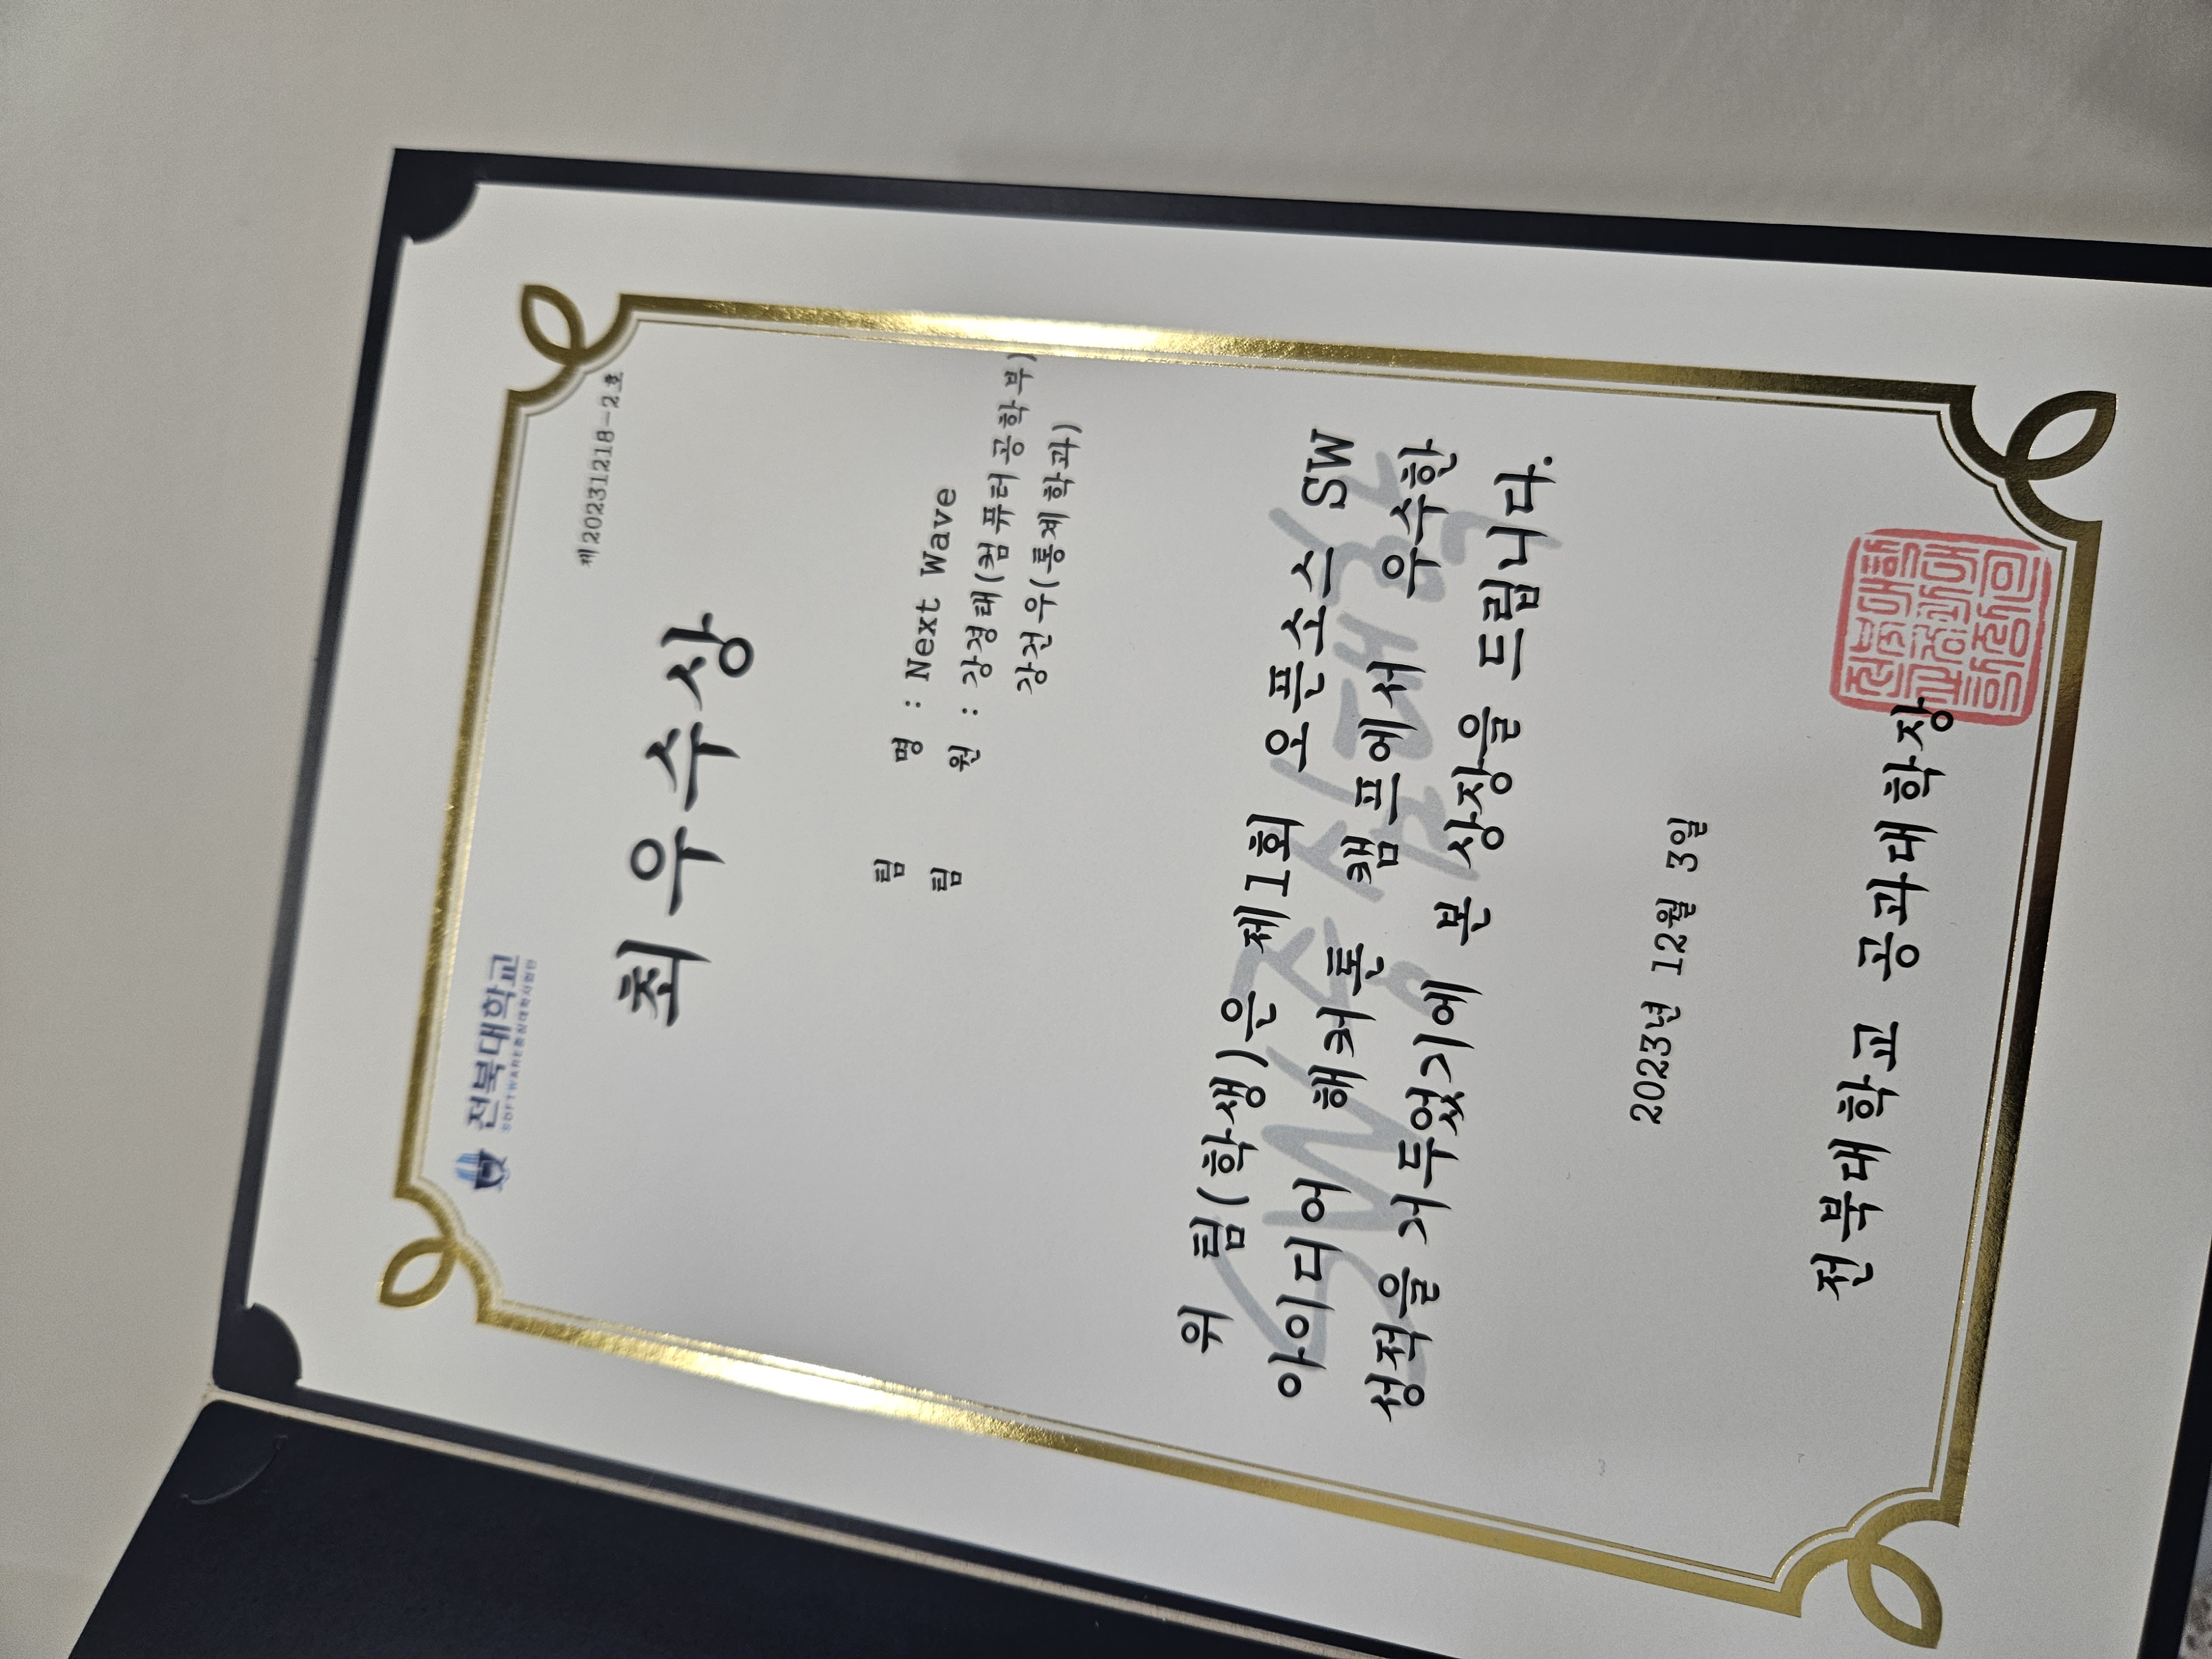 전북대학교
SOFTWARE중심대학사업단
제20231218-2호
최우수상
팀 명 : Next Wave
팀 원 : 강경태(컴퓨터공학부)
강건우(통계학과)
SW중심대학
위 팀(학생)은 제1회 오픈소스 SW
아이디어 해커톤 캠프에서 우수한
성적을 거두었기에 본 상장을 드립니다.
2023년 12월 3일
전북대학교 공과대학장
전북대학
교공과대
학장인